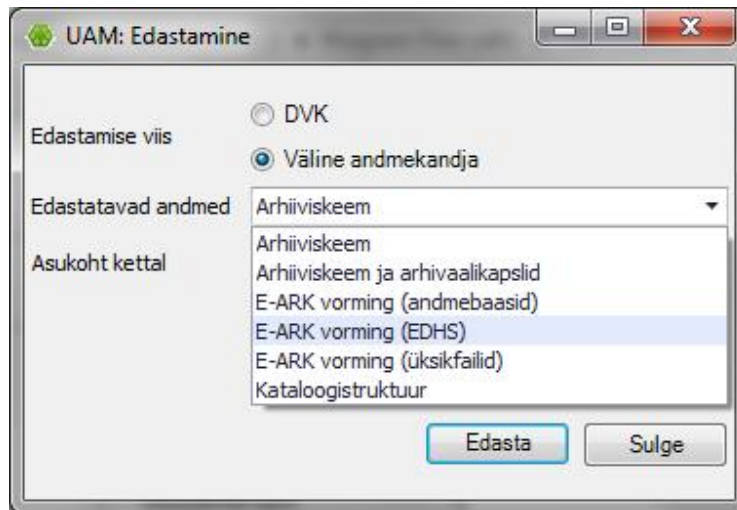 UAM: Edastamine
Edastamise viis
DVK
Väline andmekandja
Edastatavad andmed
Arhiiviskeem
Asukoht kettal
Arhiiviskeem
Arhiiviskeem ja arhivaalikapslid
E-ARK vorming (andmebaasid)
E-ARK vorming (EDHS)
E-ARK vorming (üksikfailid)
Kataloogistruktuur
Edasta
Sulge